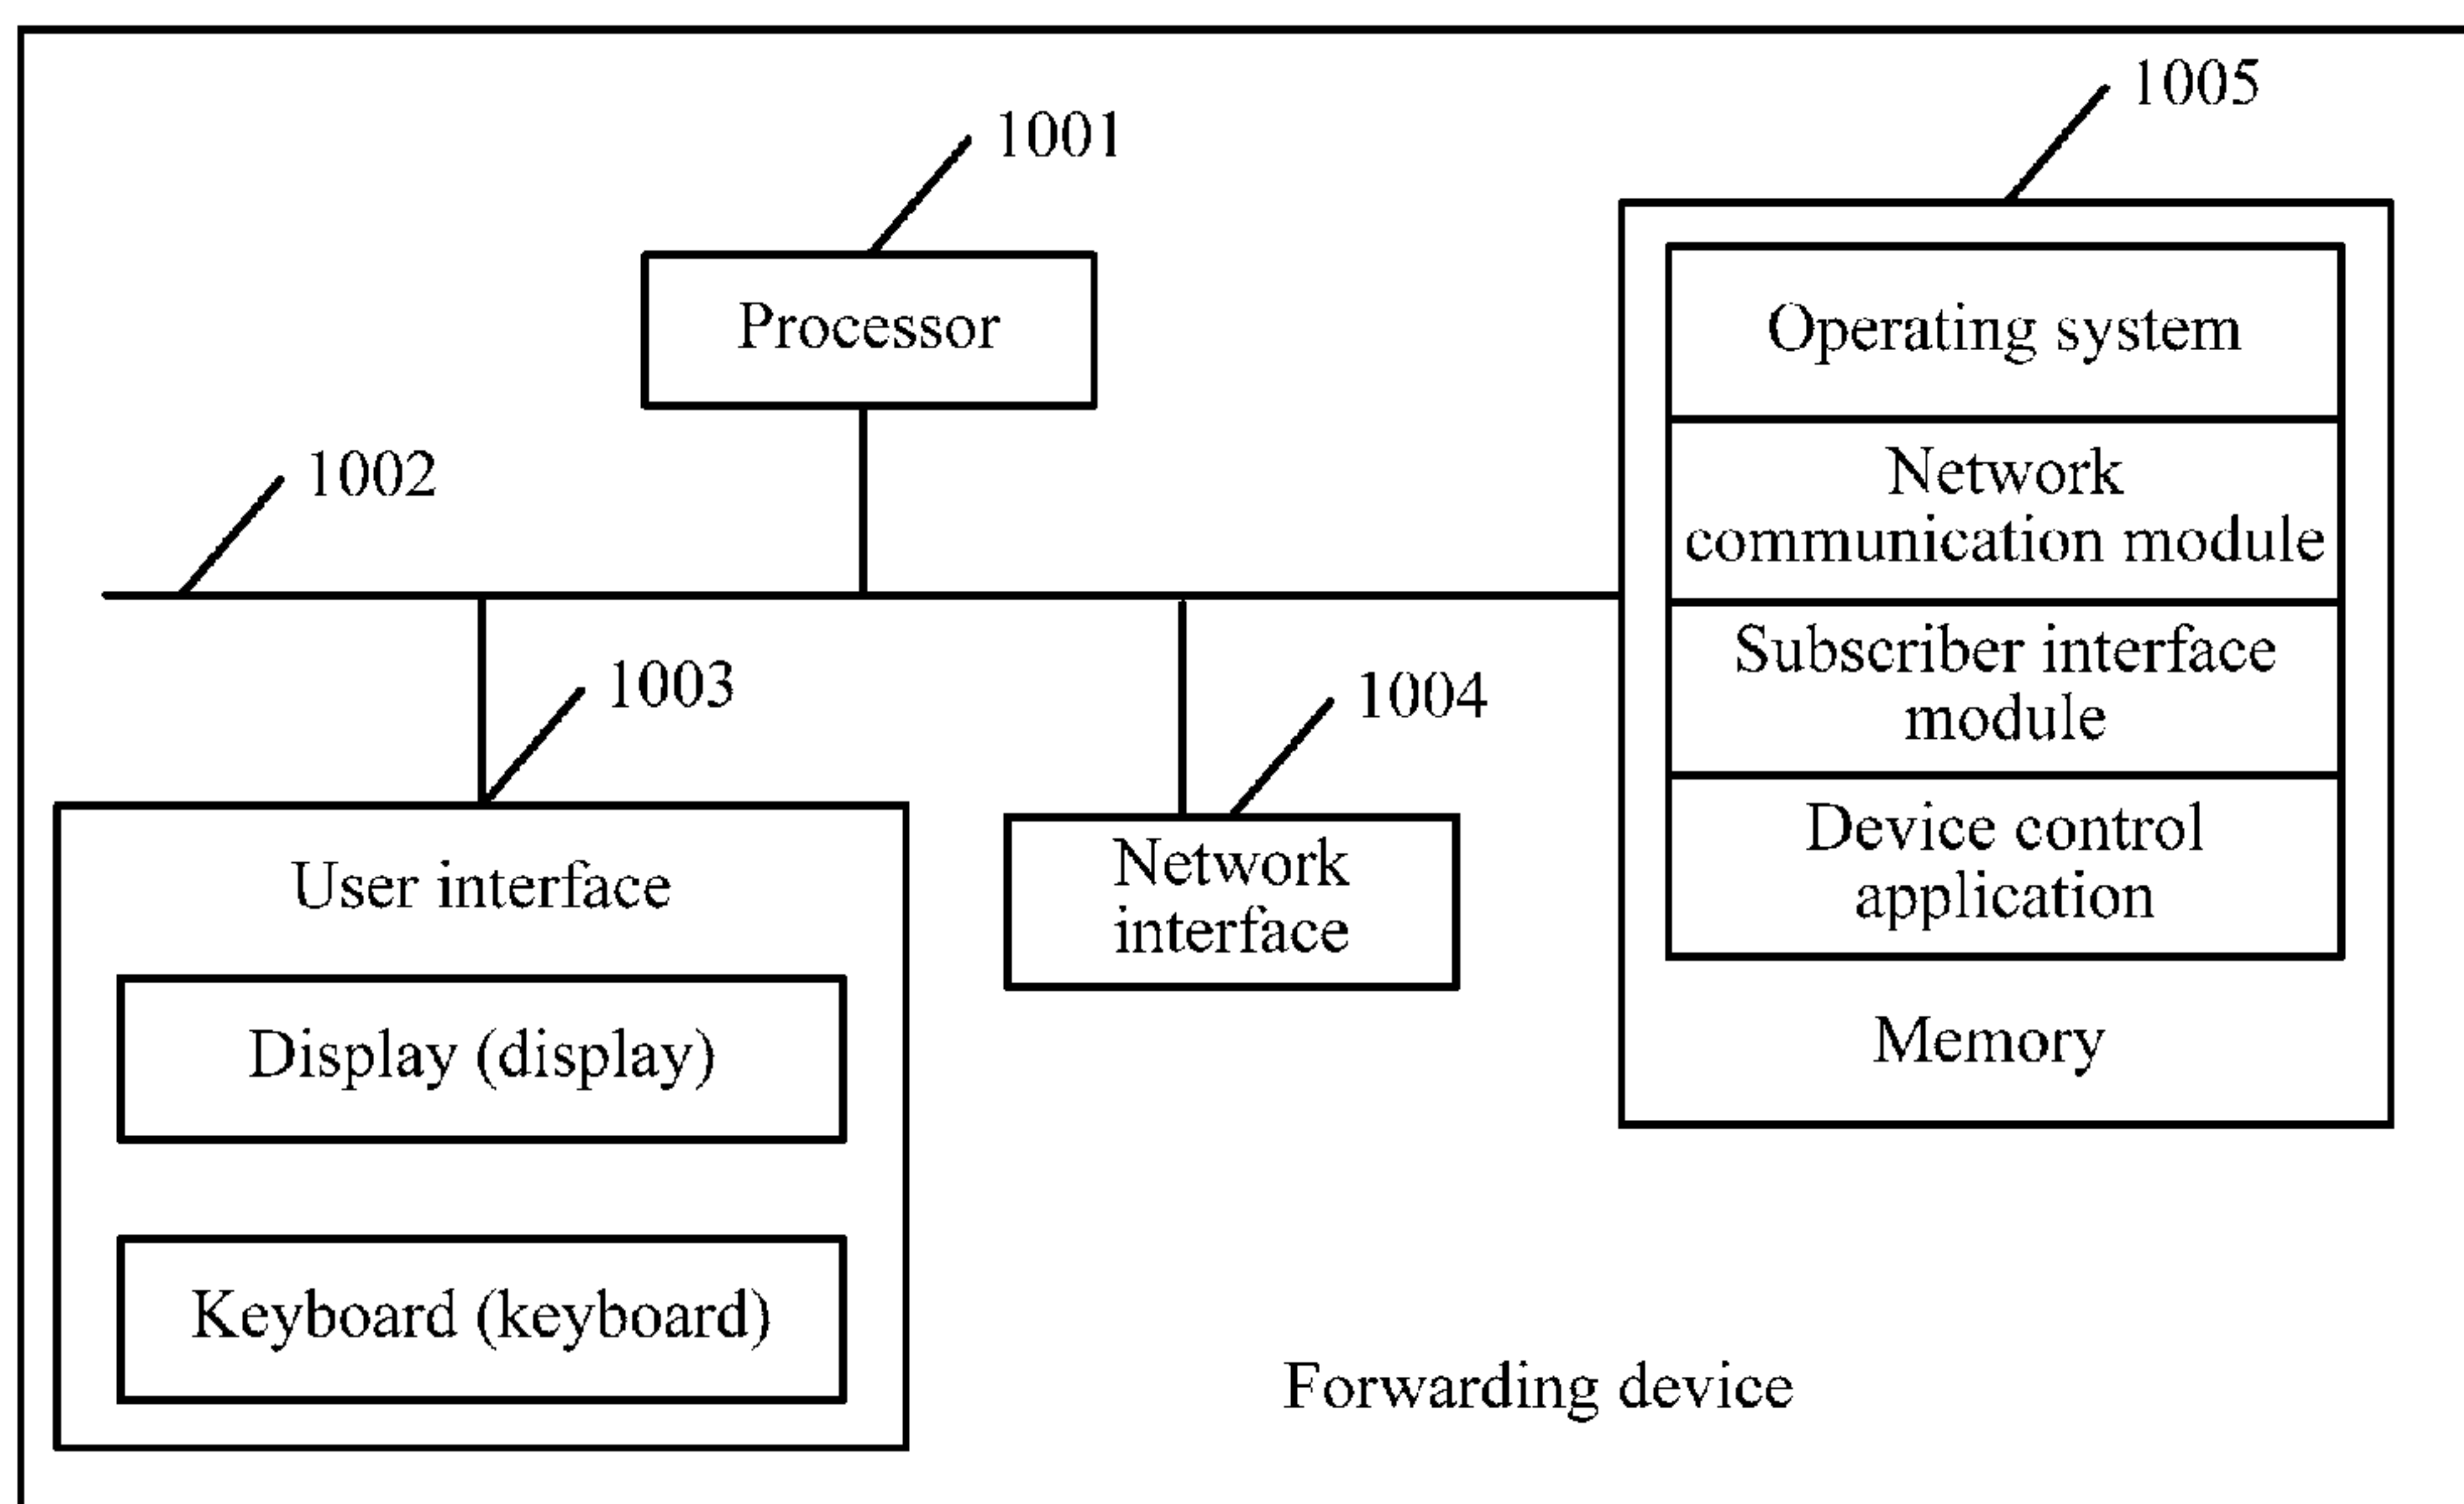 1005
1001
Processor
Operating system
Network
communication module
Subscriber interface
module
Device control
application
Memory
1002
1003
1004
User interface
Display (display)
Keyboard (keyboard)
Network
interface
Forwarding device